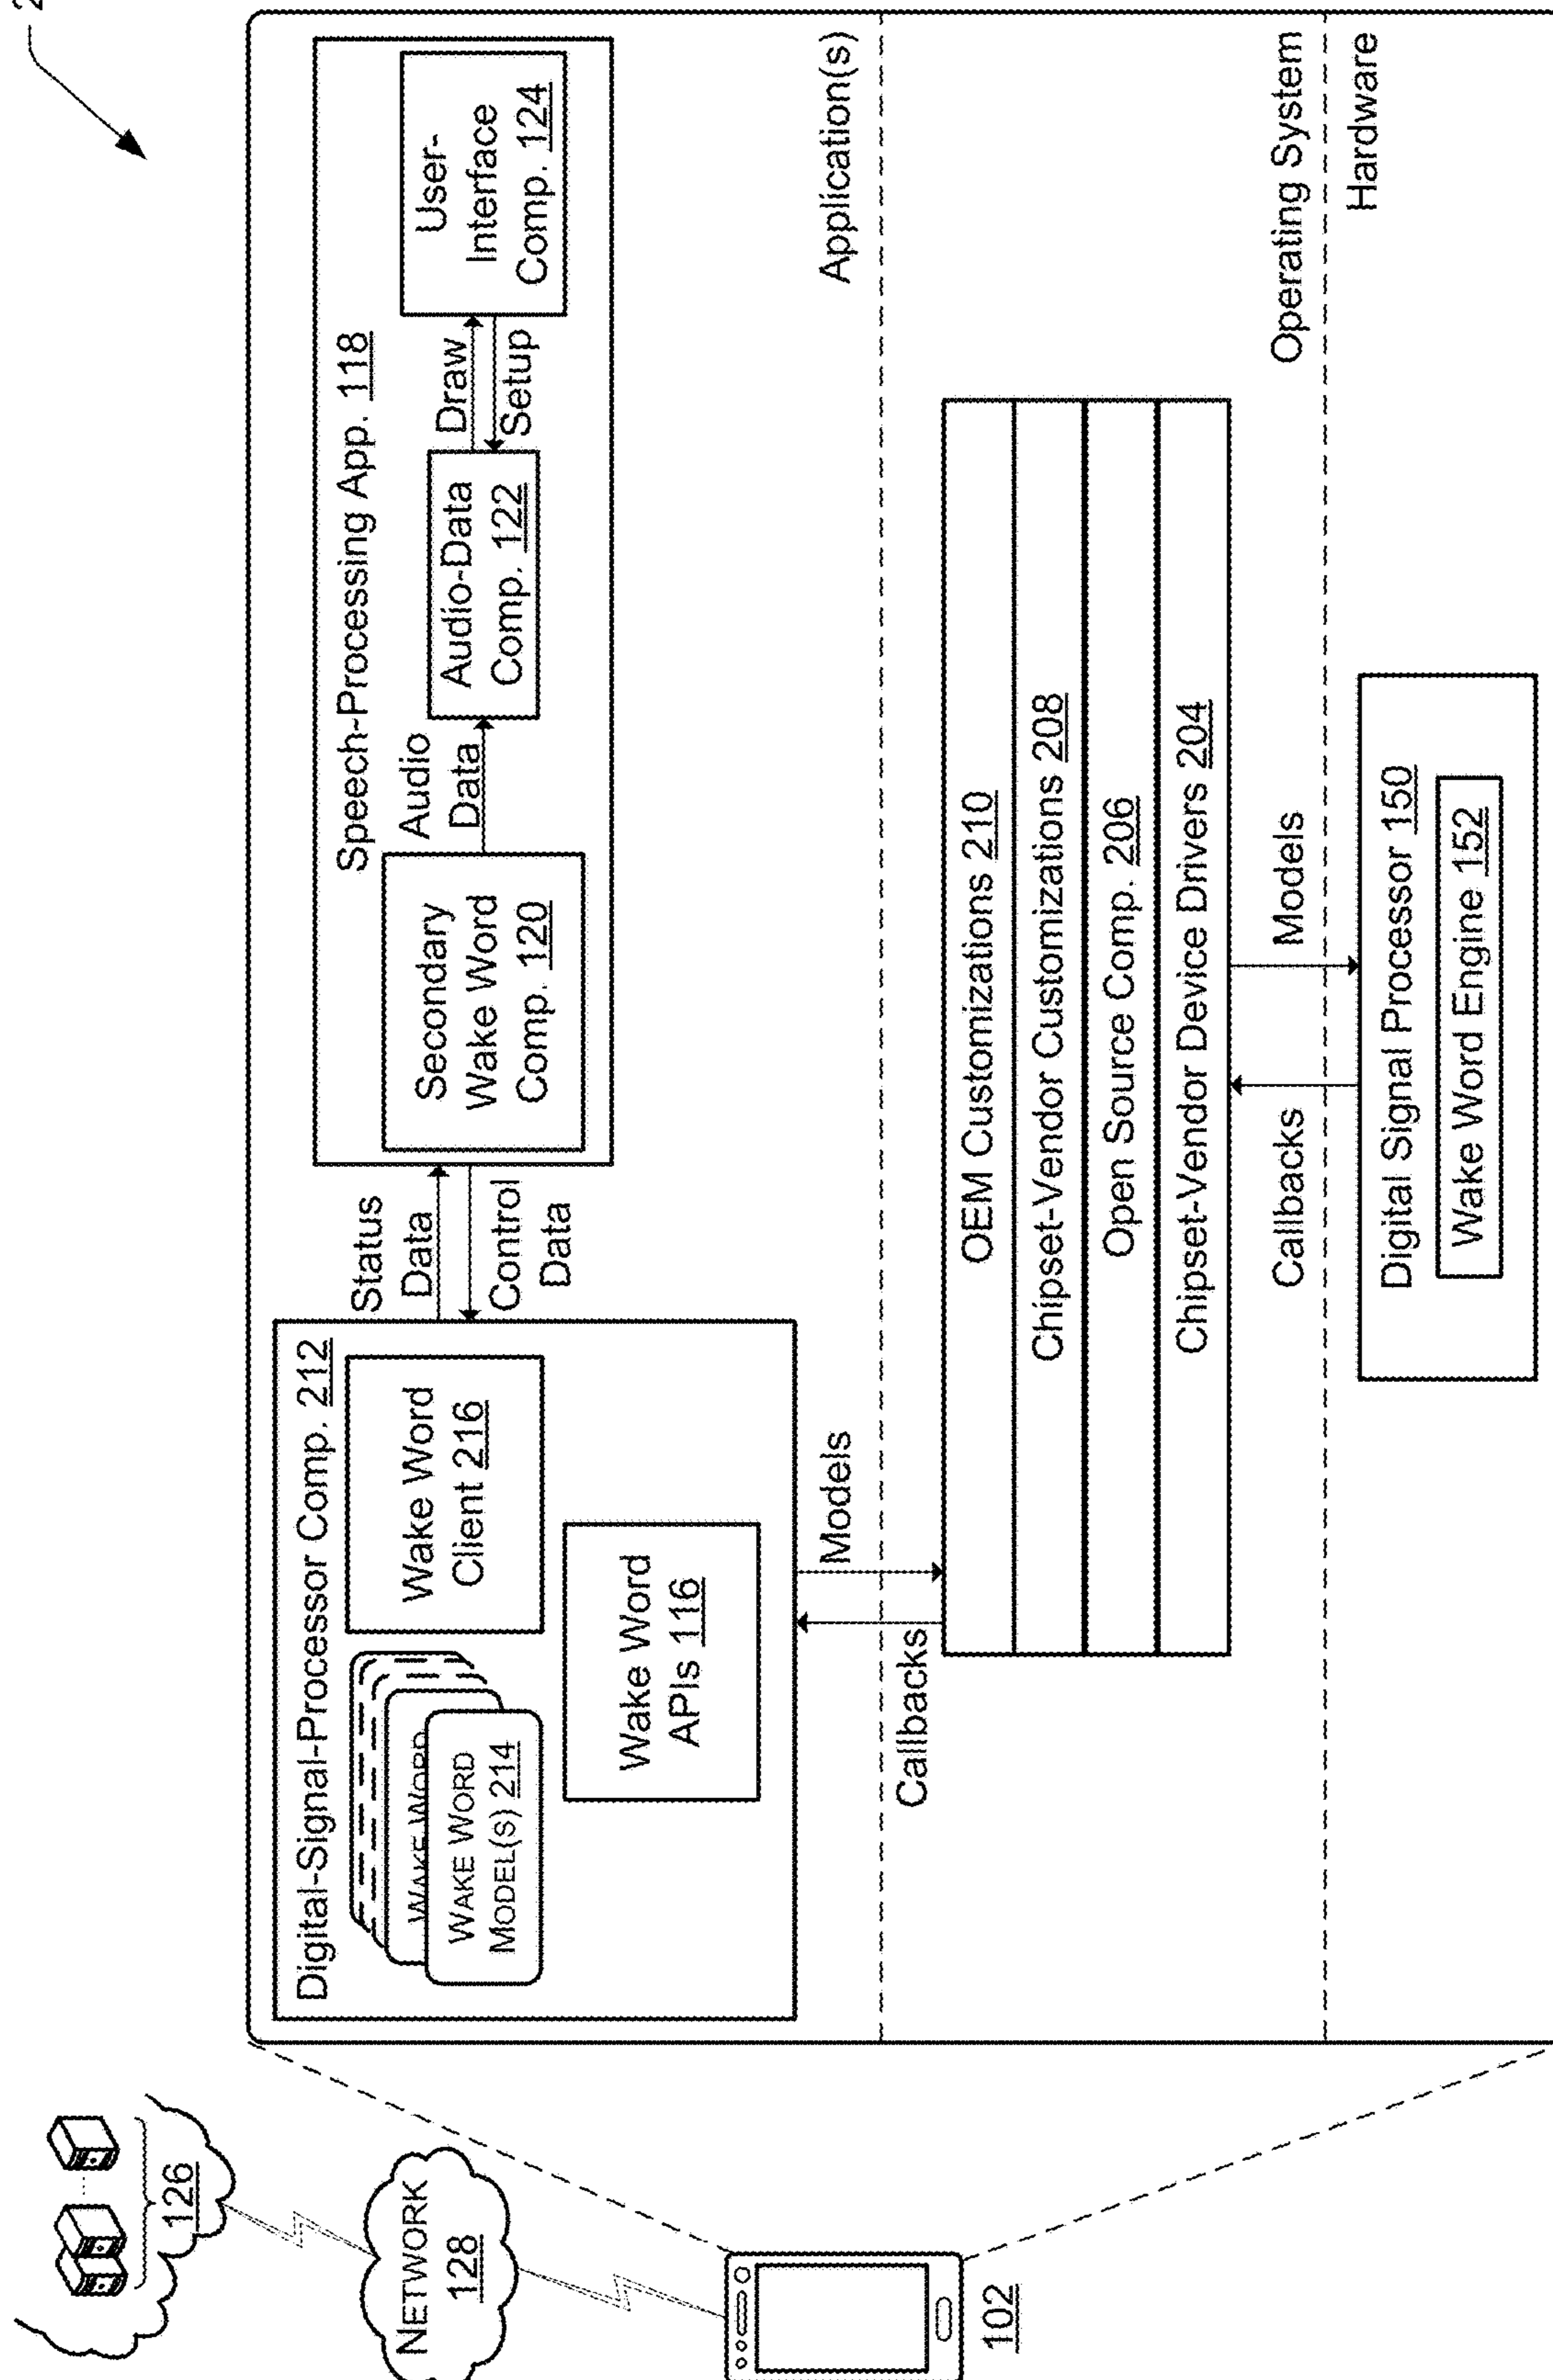 2
126
NETWORK
128
102
Digital-Signal-Processor Comp. 212
WAKE WORD
WAKE WORD
MODEL(S) 214
Wake Word
Client 216
Wake Word
APIs 116
Status
Data
Control
Data
Speech-Processing App. 118
Secondary
Wake Word
Comp. 120
Audio
Data
Audio-Data
Comp. 122
Draw
Setup
User-
Interface
Comp. 124
Models
Callbacks
Application(s)
OEM Customizations 210
Chipset-Vendor Customizations 208
Open Source Comp. 206
Chipset-Vendor Device Drivers 204
Operating System
Callbacks
Models
Hardware
Digital Signal Processor 150
Wake Word Engine 152